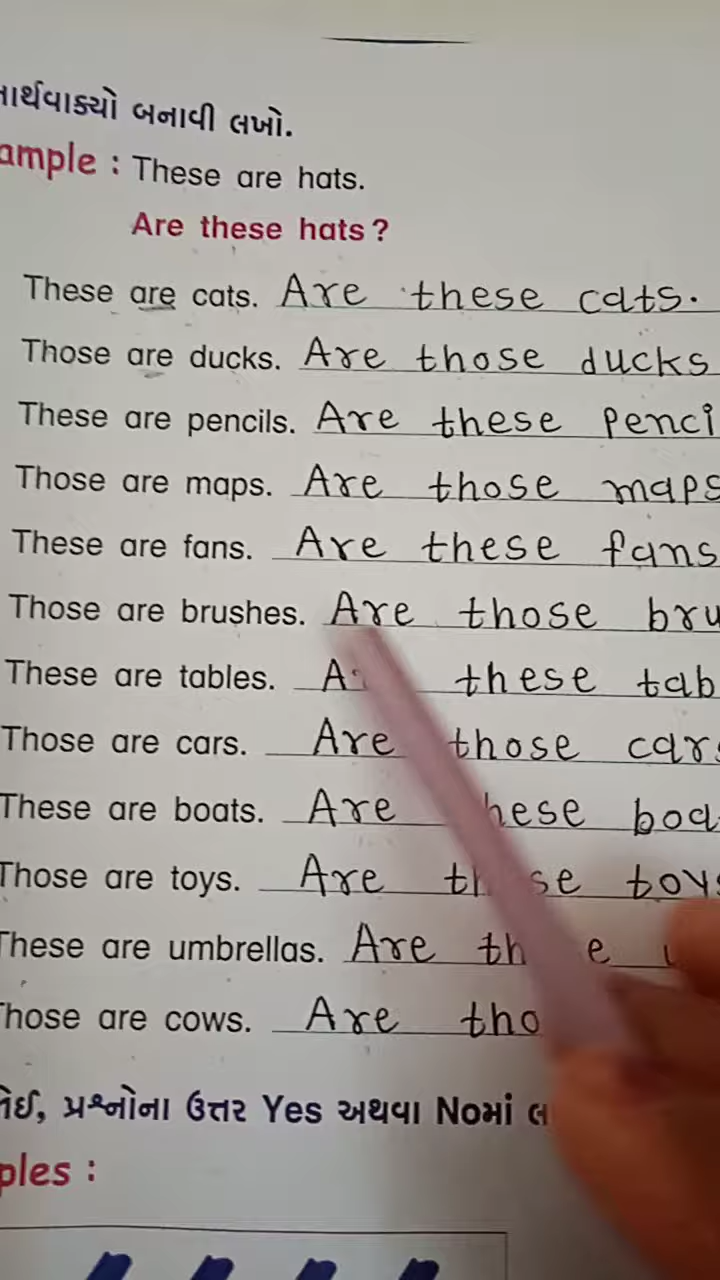 નાર્થવાક્યો બનાવી લખો.
ample : These are hats.
Are these hats?
These are cats. Are these cats.
Those are ducks. Are those ducks
These are pencils. Are these penci
Those are maps. Are those maps
These are fans. Are these fans
Those are brushes. Are those bru
These are tables. these tab
Those are cars. Are those cars
These are boats. Are boa
Those are toys. Are toys
These are umbrellas. Are
Those are cows. Are tho
પ્રશ્નોના ઉત્તર Yes અથવા Noમાં
ples :